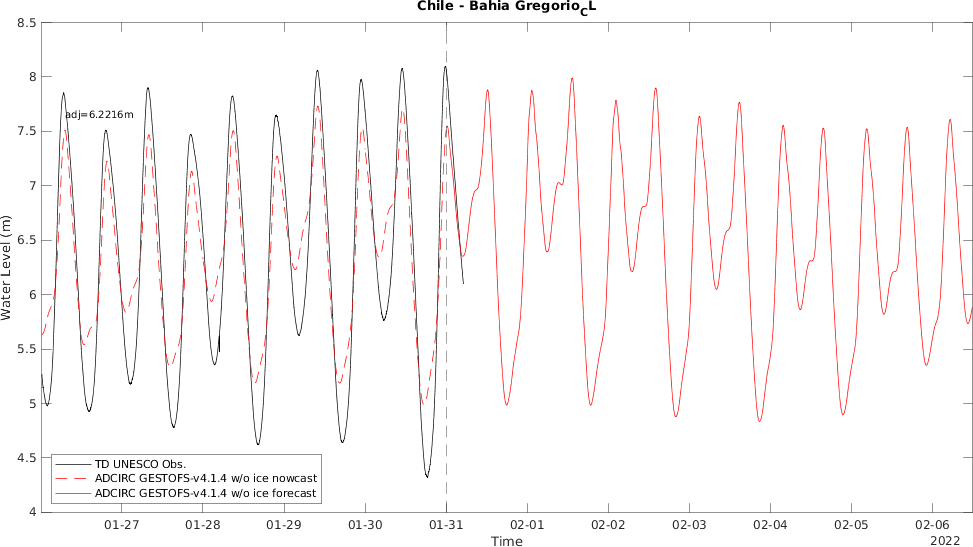 Chile - Bahia Gregorio_CL
8.5
8
7.5
7
6.5
6
5.5
5
4.5
4
Water Level (m)
adj=6.2216m
TD UNESCO Obs.
ADCIRC GESTOFS-v4.1.4 w/o ice nowcast
ADCIRC GESTOFS-v4.1.4 w/o ice forecast
01-27 01-28 01-29 01-30 01-31 02-01 02-02 02-03 02-04 02-05 02-06
Time
2022